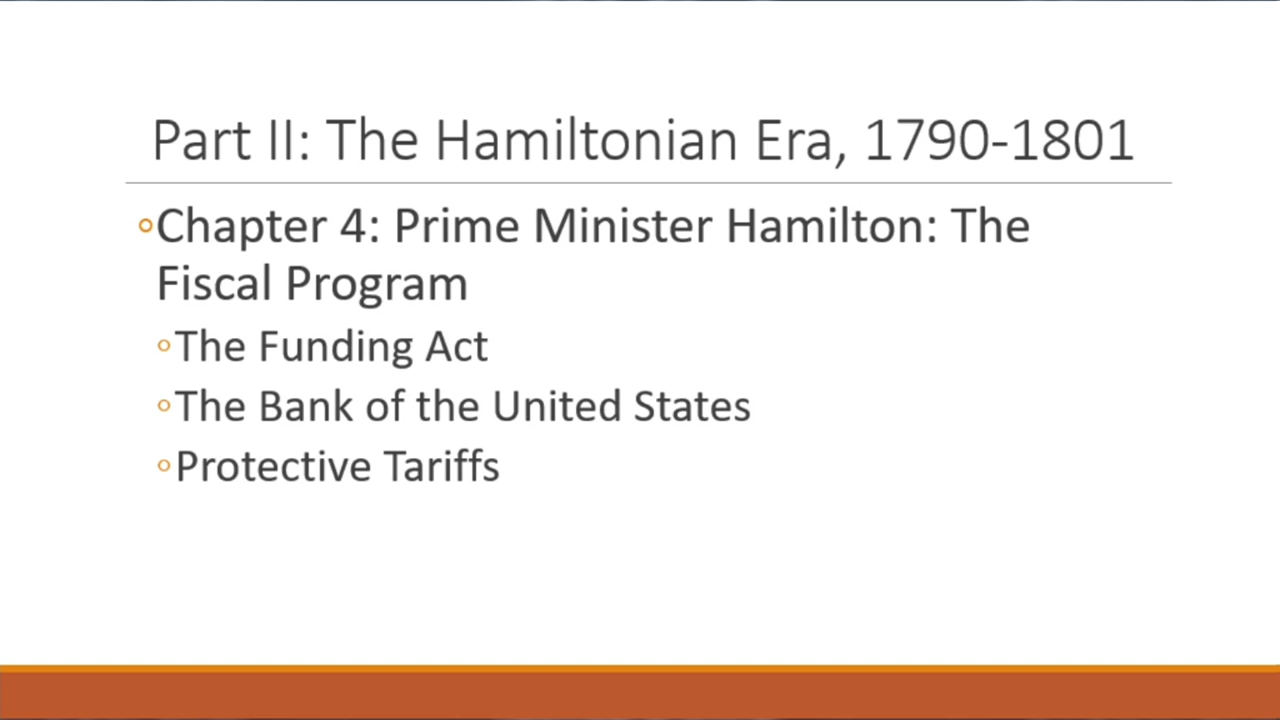 Part II: The Hamiltonian Era, 1790-1801
◦Chapter 4: Prime Minister Hamilton: The
Fiscal Program
◦The Funding Act
◦The Bank of the United States
◦Protective Tariffs